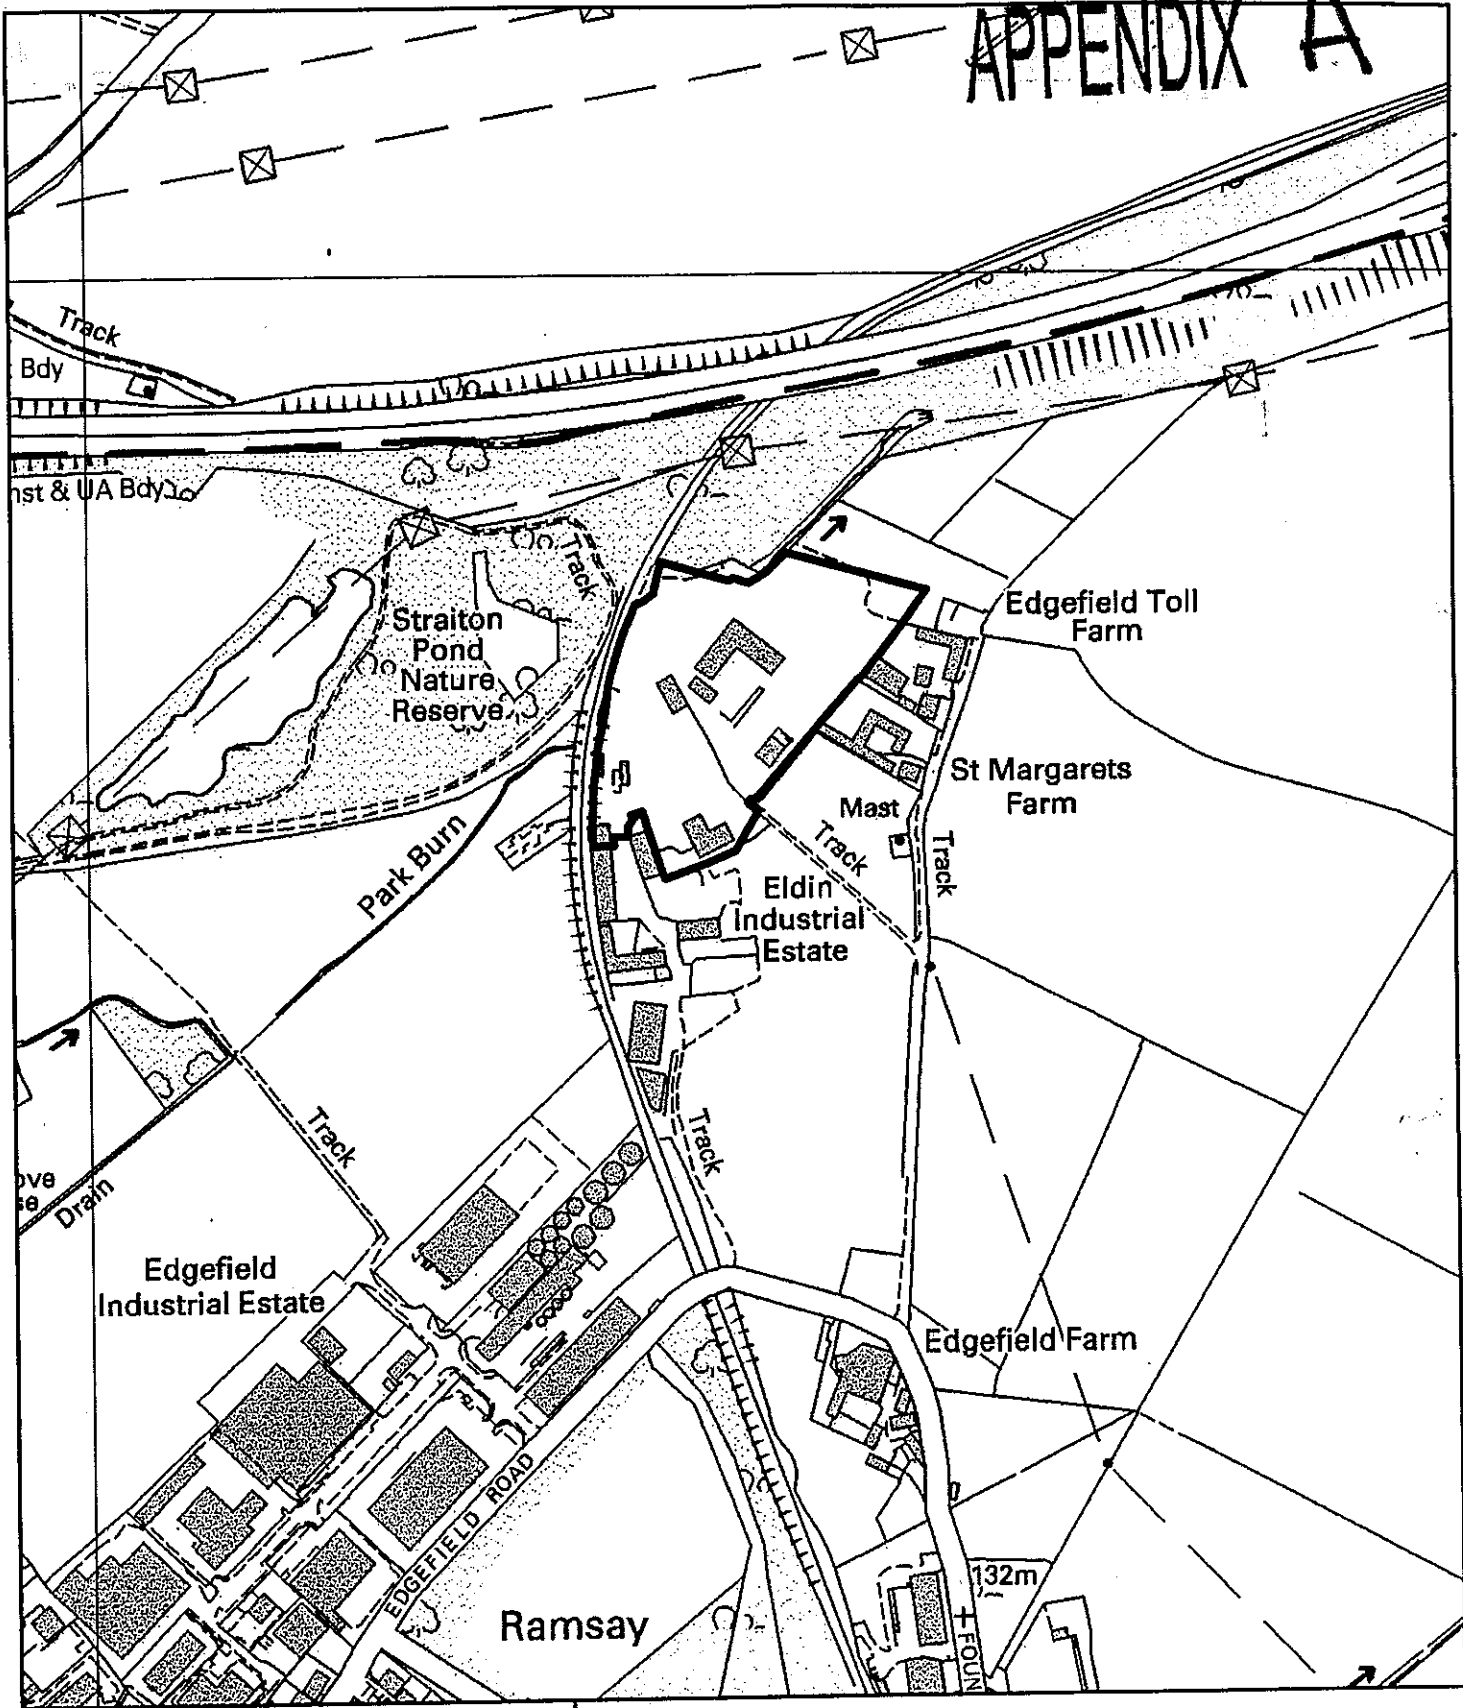 APPENDIX A
Track
Bdy
nst & UA Bdy
Track
Straiton
Pond
Nature
Reserve
Edgefield Toll
Farm
St Margarets
Farm
Mast
Track
Track
Park Burn
Eldin
Industrial
Estate
Track
Track
ove
se
Drain
Edgefield
Industrial Estate
Edgefield Farm
EDGEFIELD ROAD
132m
Ramsay
FOUN